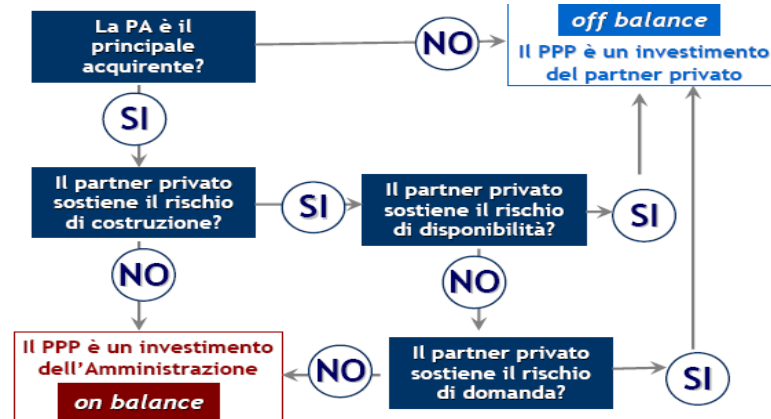 La PA è il
principale
acquirente?
NO
off balance
Il PPP è un investimento
del partner privato
SI
Il partner privato
sostiene il rischio
di costruzione?
SI
Il partner privato
sostiene il rischio
di disponibilità?
SI
NO
NO
Il PPP è un investimento
dell'Amministrazione
on balance
NO
Il partner privato
sostiene il rischio
di domanda?
SI